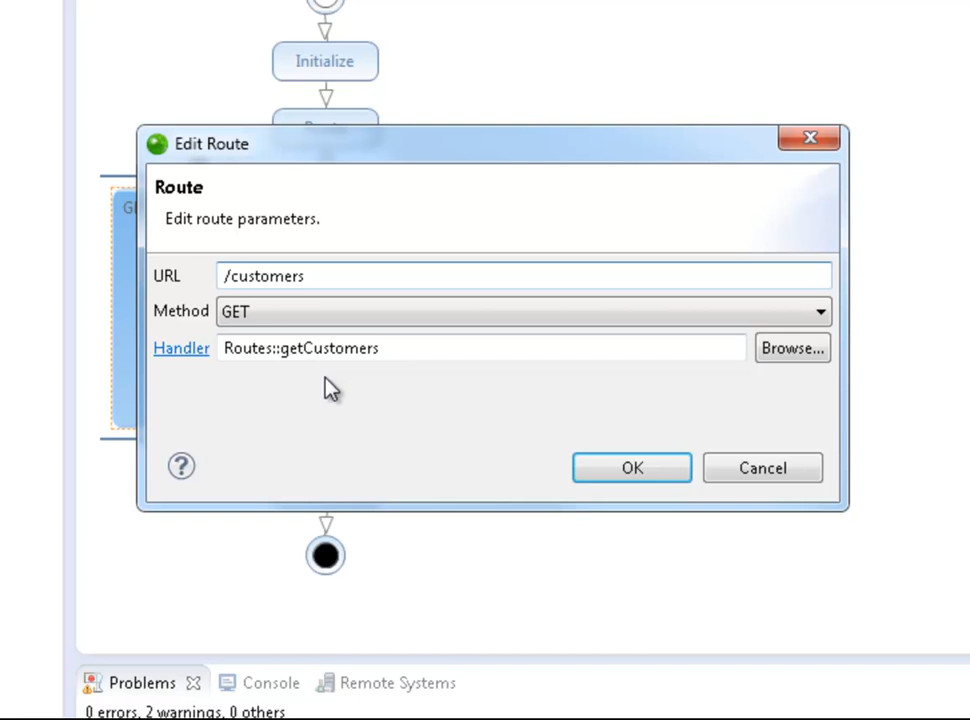 Initialize
Edit Route
Route
Edit route parameters.
URL /customers
Method GET
Handler Routes::getCustomers Browse...
? OK Cancel
Problems Console Remote Systems
0 errors, 2 warnings, 0 others